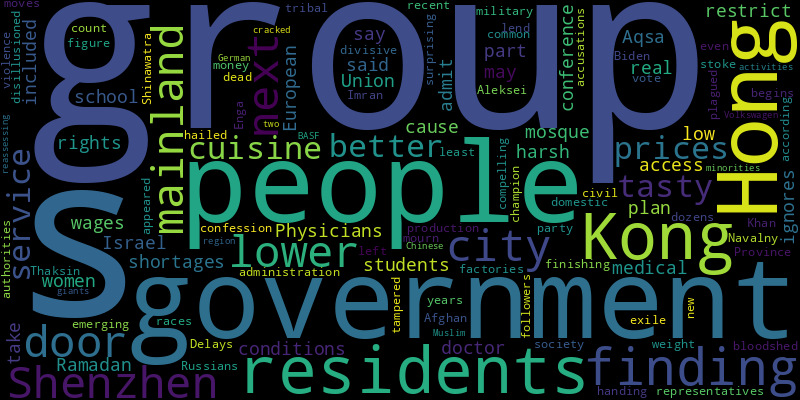 group
people
government
S
Hong
Kong
residents
finding
door
Shenzhen
mainland
next
cuisine
better
lower
city
prices
tasty
service
school
rights
wages
women
Israel
shortages
Ramadan
Thaksin
conditions
doctor
students
Physicians
medical
plan
access
low
real
restrict
Aqsa
mosque
harsh
cause
conference
may
part
say
said
Union
European
admit
included
take
ignores
violence
disillusioned
moves
count
figure
Shinawatra
tribal
military
recent
common
lend
surprising
divisive
Imran
money
dead
German
cracked
Enga
two
BASF
hailed
least
Aleksei
accusations
Biden
vote
even
stoke
activities
plagued
begins
Volkswagen
according
minorities
reassessing
authorities
appeared
confession
region
administration
left
mourn
production
Chinese
party
compelling
champion
civil
domestic
dozens
Khan
Navalny
Province
factories
finishing
emerging
giants
races
Delays
Russians
tampered
years
Afghan
Muslim
followers
society
exile
new
weight
handing
representatives
bloodshed